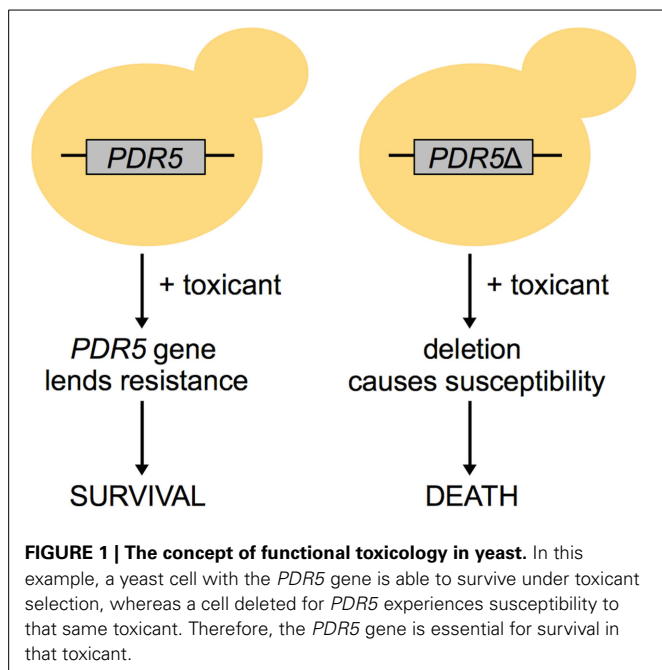 PDR5
PDR5Δ
+ toxicant
+ toxicant
PDR5 gene
lends resistance
deletion
causes susceptibility
SURVIVAL
DEATH
FIGURE 1 | The concept of functional toxicology in yeast. In this
example, a yeast cell with the PDR5 gene is able to survive under toxicant
selection, whereas a cell deleted for PDR5 experiences susceptibility to
that same toxicant. Therefore, the PDR5 gene is essential for survival in
that toxicant.